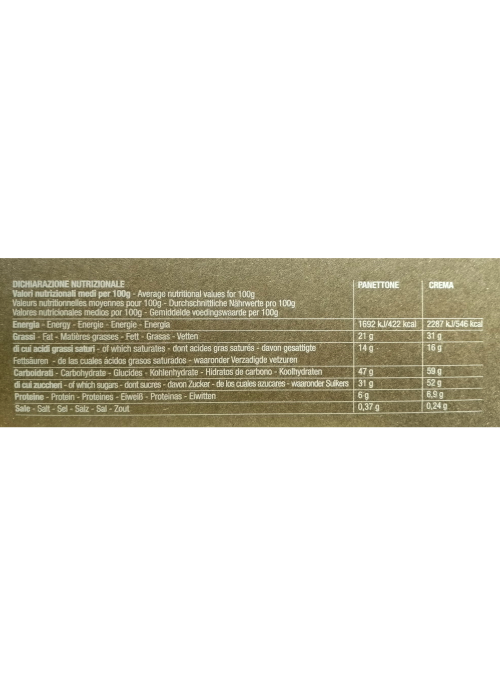 DICHIARAZIONE NUTRIZIONALE PANETTONE CREMA
Valori nutrizionali medi per 100g - Average nutritional values for 100g
Valeurs nutritionnelles moyennes pour 100g - Durchschnittliche Nährwerte pro 100g
Valores nutricionales medios por 100g - Gemiddelde voedingswaarde per 100g
Energia - Energy - Energie - Energie - Energia 1692 kJ/422 kcal 2287 kJ/546 kcal
Grassi - Fat - Matières-grasses - Fett - Grasas - Vetten 21 g 31 g
di cui acidi grassi saturi - of which saturates - dont acides gras saturés - davon gesättigte 14 g 16 g
Fettsäuren - de las cuales ácidos grasos saturados - waaronder Verzadigde vetzuren
Carboidrati - Carbohydrate - Glucides - Kohlenhydrate - Hidratos de carbono - Koolhydraten 47 g 59 g
di cui zuccheri - of which sugars - dont sucres - davon Zucker - de los cuales azucares - waaronder Suikers 31 g 52 g
Proteine - Protein - Proteines - Eiweiß - Proteinas - Eiwitten 6 g 6,9 g
Sale - Salt - Sel - Salz - Sal - Zout 0,37 g 0,24 g